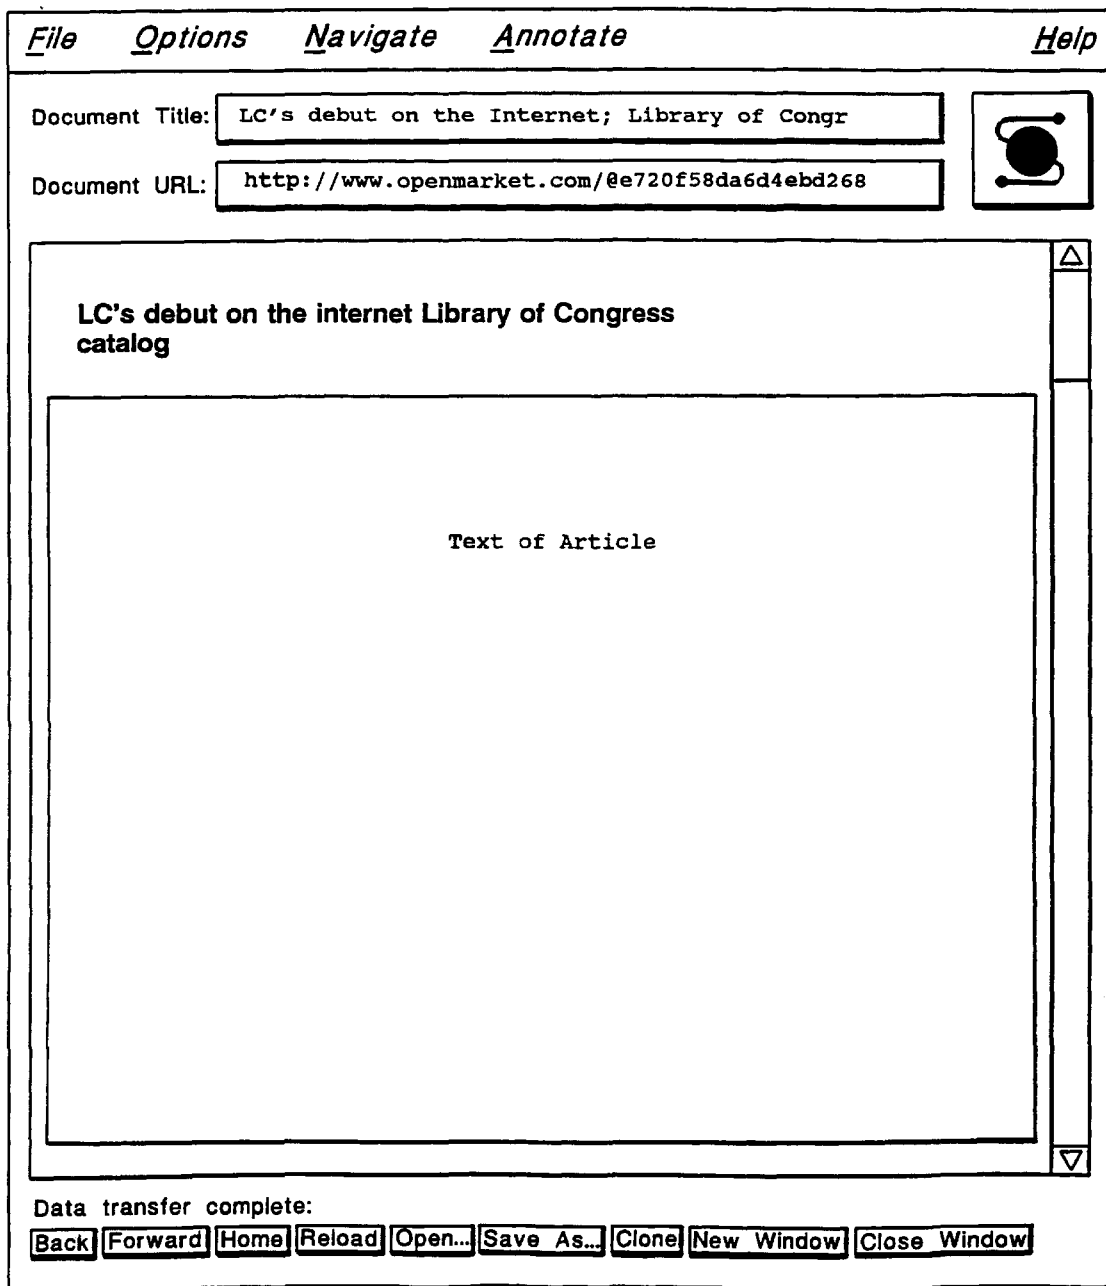 File Options Navigate Annotate Help
Document Title: LC's debut on the Internet; Library of Congr
Document URL: http://www.openmarket.com/@e720f58da6d4ebd268
LC's debut on the internet Library of Congress
catalog
Text of Article
Data transfer complete:
Back Forward Home Reload Open... Save As... Clone New Window Close Window